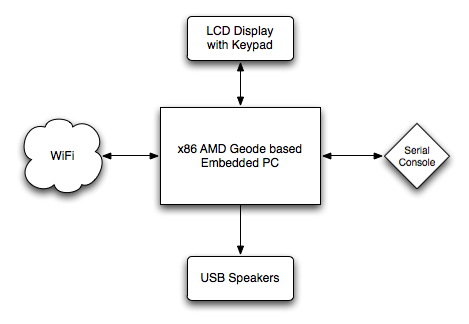 LCD Display
with Keypad
WiFi
x86 AMD Geode based
Embedded PC
Serial
Console
USB Speakers